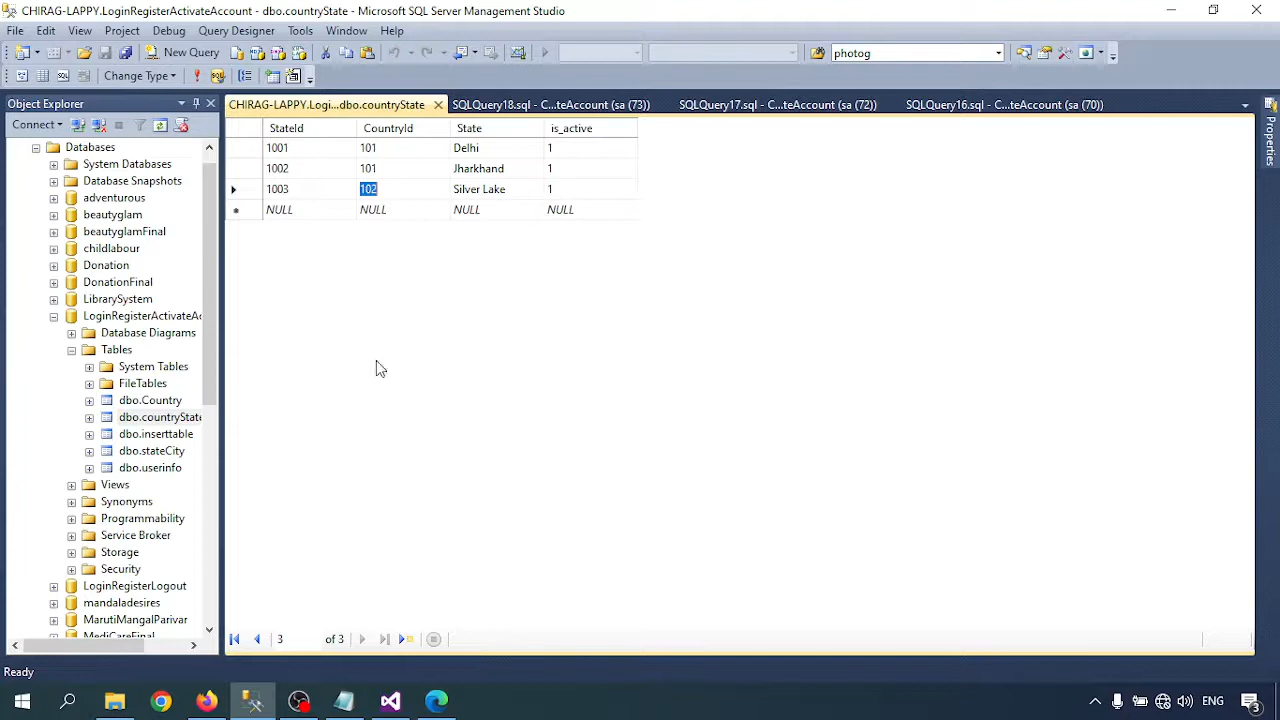 CHIRAG-LAPPY.LoginRegisterActivateAccount - dbo.countryState - Microsoft SQL Server Management Studio
File Edit View Project Debug Query Designer Tools Window Help
New Query photog
Change Type
Object Explorer
CHIRAG-LAPPY.Logi...dbo.countryState SQLQuery18.sql - C...teAccount (sa (73)) SQLQuery17.sql - C...teAccount (sa (72)) SQLQuery16.sql - C...teAccount (sa (70))
Connect
Properties
StateId CountryId State is_active
1001 101 Delhi 1
1002 101 Jharkhand 1
1003 102 Silver Lake 1
NULL NULL NULL NULL
Databases
System Databases
Database Snapshots
adventurous
beautyglam
beautyglamFinal
childlabour
Donation
DonationFinal
LibrarySystem
LoginRegisterActivateAc
Database Diagrams
Tables
System Tables
FileTables
dbo.Country
dbo.countryState
dbo.inserttable
dbo.stateCity
dbo.userinfo
Views
Synonyms
Programmability
Service Broker
Storage
Security
LoginRegisterLogout
mandaladesires
MarutiMangalParivar
MediCareFinal
3 of 3
Ready
ENG
3